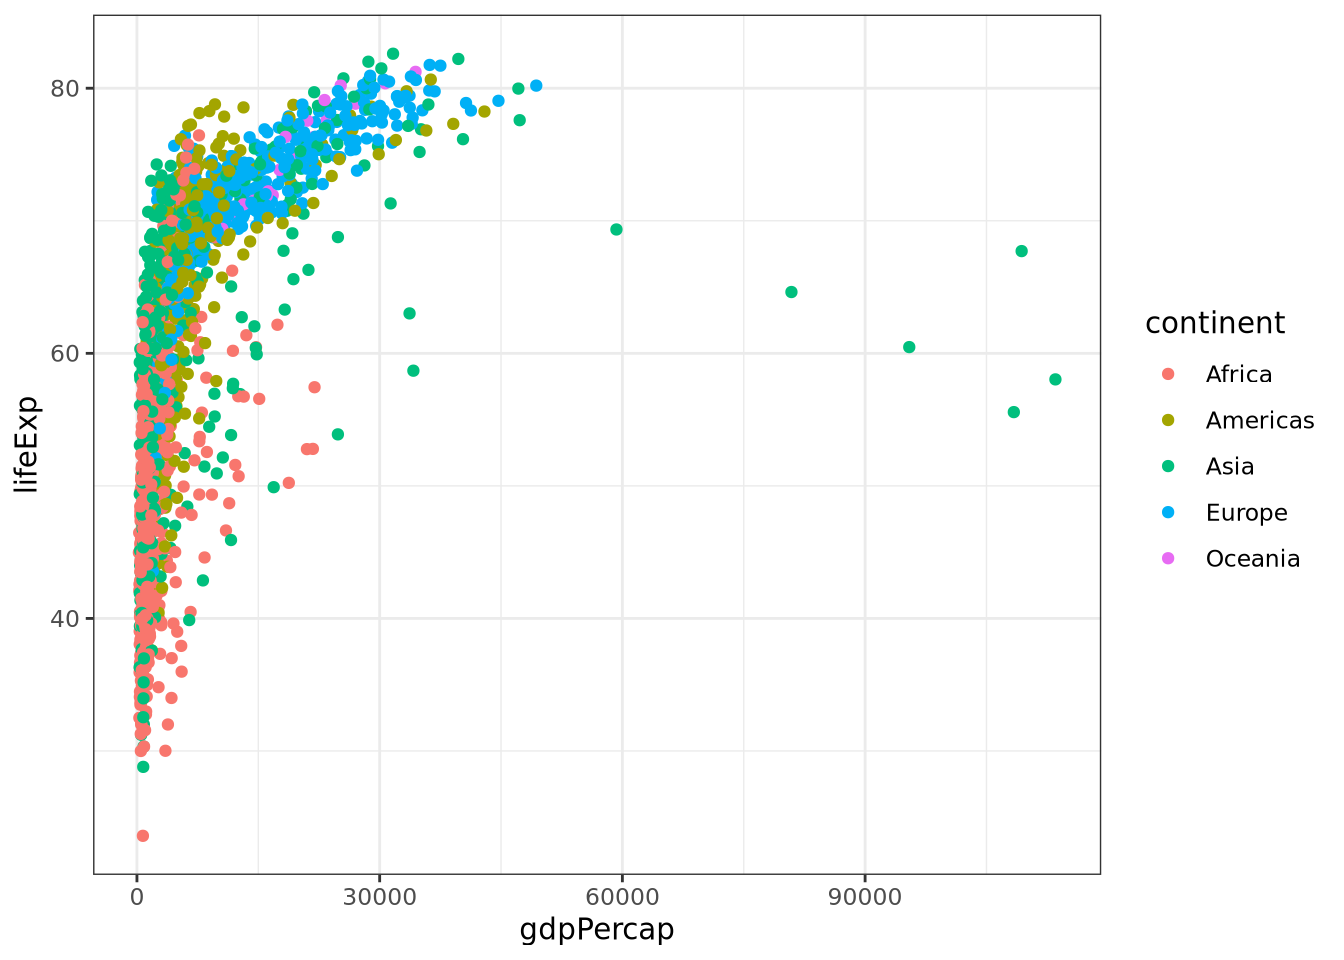 80
60
40
lifeExp
0
30000
60000
90000
gdpPercap
continent
Africa
Americas
Asia
Europe
Oceania